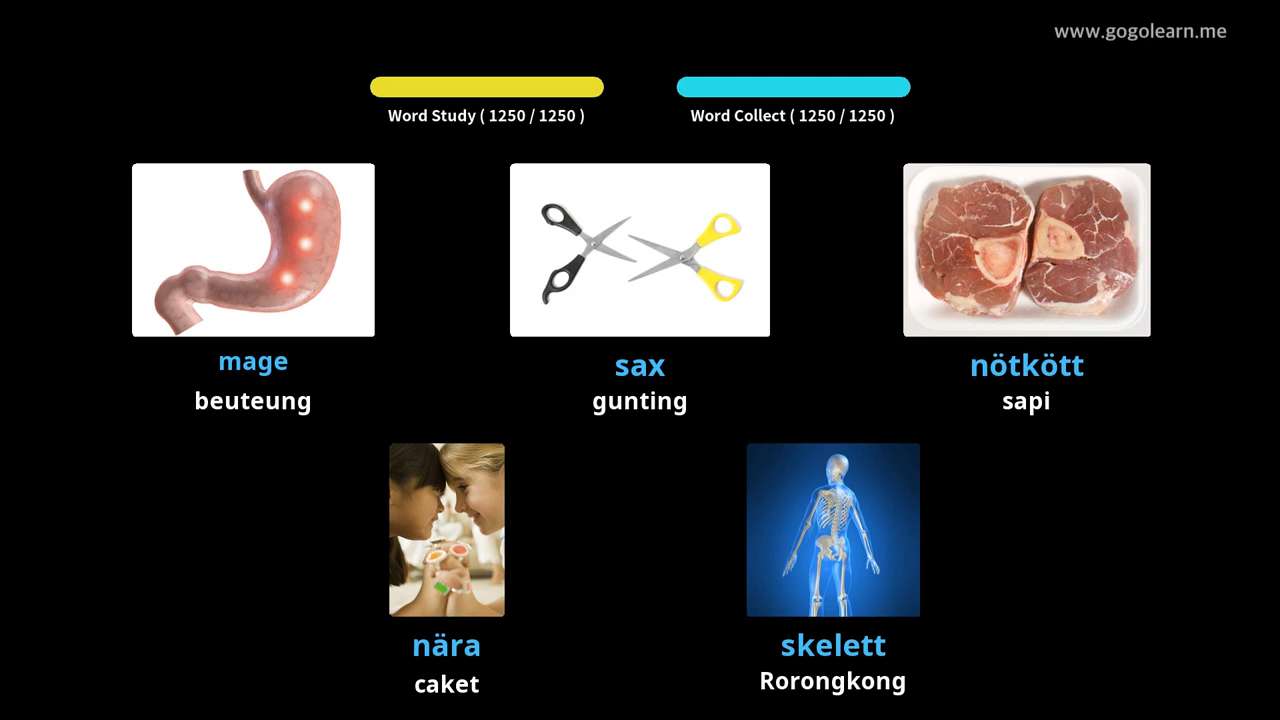 www.gogolearn.me
Word Study ( 1250 / 1250 )
Word Collect ( 1250 / 1250 )
mage
beuteung
sax
gunting
nötkött
sapi
nära
caket
skelett
Rorongkong